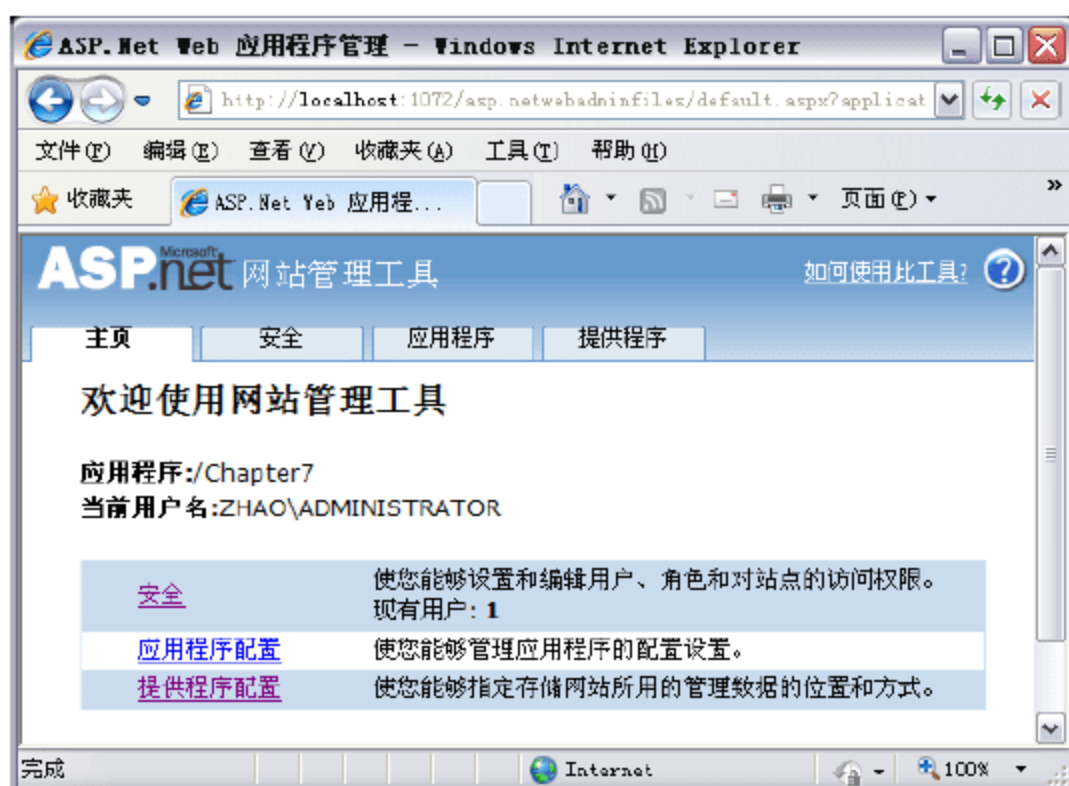 ASP.Net Web 应用程序管理 - Windows Internet Explorer
http://localhost:1072/asp.netwebadminfiles/default.aspx?applicat
文件(F) 编辑(E) 查看(V) 收藏夹(A) 工具(T) 帮助(H)
收藏夹 ASP.Net Web 应用程... 页面(P) »
Microsoft
ASP.net 网站管理工具 如何使用此工具? ?
主页 安全 应用程序 提供程序
欢迎使用网站管理工具
应用程序:/Chapter7
当前用户名:ZHAO\ADMINISTRATOR
安全 使您能够设置和编辑用户、角色和对站点的访问权限。
现有用户: 1
应用程序配置 使您能够管理应用程序的配置设置。
提供程序配置 使您能够指定存储网站所用的管理数据的位置和方式。
完成 Internet 100%